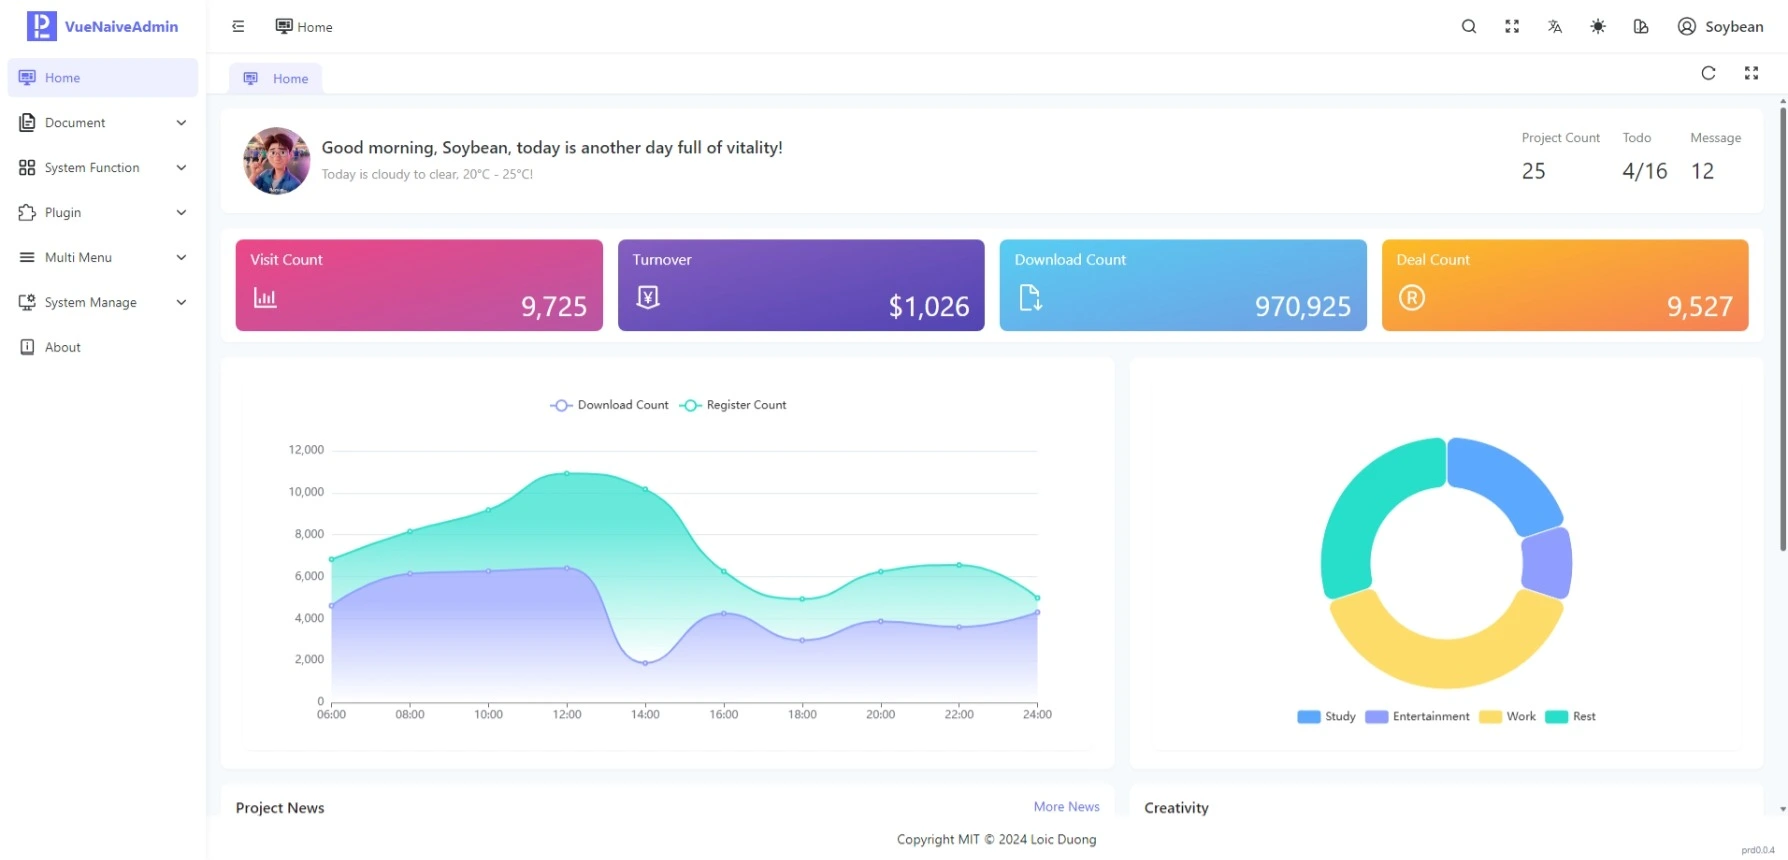 VueNaiveAdmin
Home
Soybean
Home
Home
Document
System Function
Plugin
Multi Menu
System Manage
About
Good morning, Soybean, today is another day full of vitality!
Today is cloudy to clear, 20°C - 25°C!
Project Count Todo Message
25 4/16 12
Visit Count
9,725
Turnover
¥
$1,026
Download Count
970,925
Deal Count
R
9,527
Download Count Register Count
12,000
10,000
8,000
6,000
4,000
2,000
0
06:00 08:00 10:00 12:00 14:00 16:00 18:00 20:00 22:00 24:00
Study Entertainment Work Rest
Project News More News
Creativity
Copyright MIT © 2024 Loic Duong
prd0.0.4